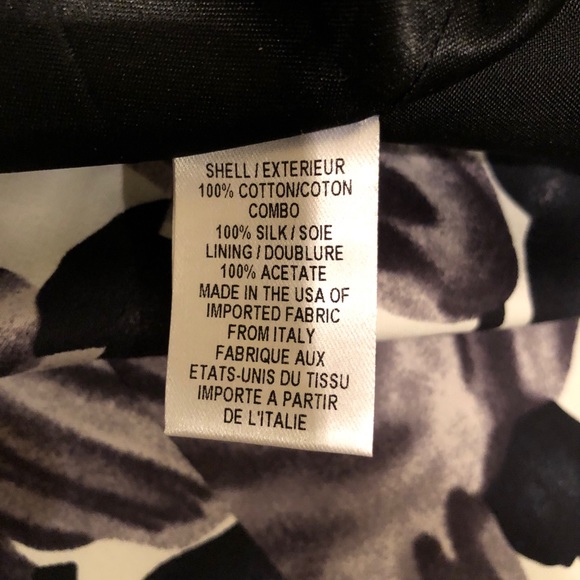 SHELL / EXTERIEUR
100% COTTON/COTON
COMBO
100% SILK / SOIE
LINING / DOUBLURE
100% ACETATE
MADE IN THE USA OF
IMPORTED FABRIC
FROM ITALY
FABRIQUE AUX
ETATS-UNIS DU TISSU
IMPORTE A PARTIR
DE L'ITALIE